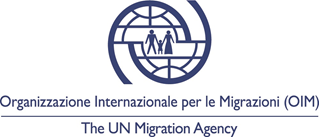 Organizzazione Internazionale per le Migrazioni (OIM)
The UN Migration Agency